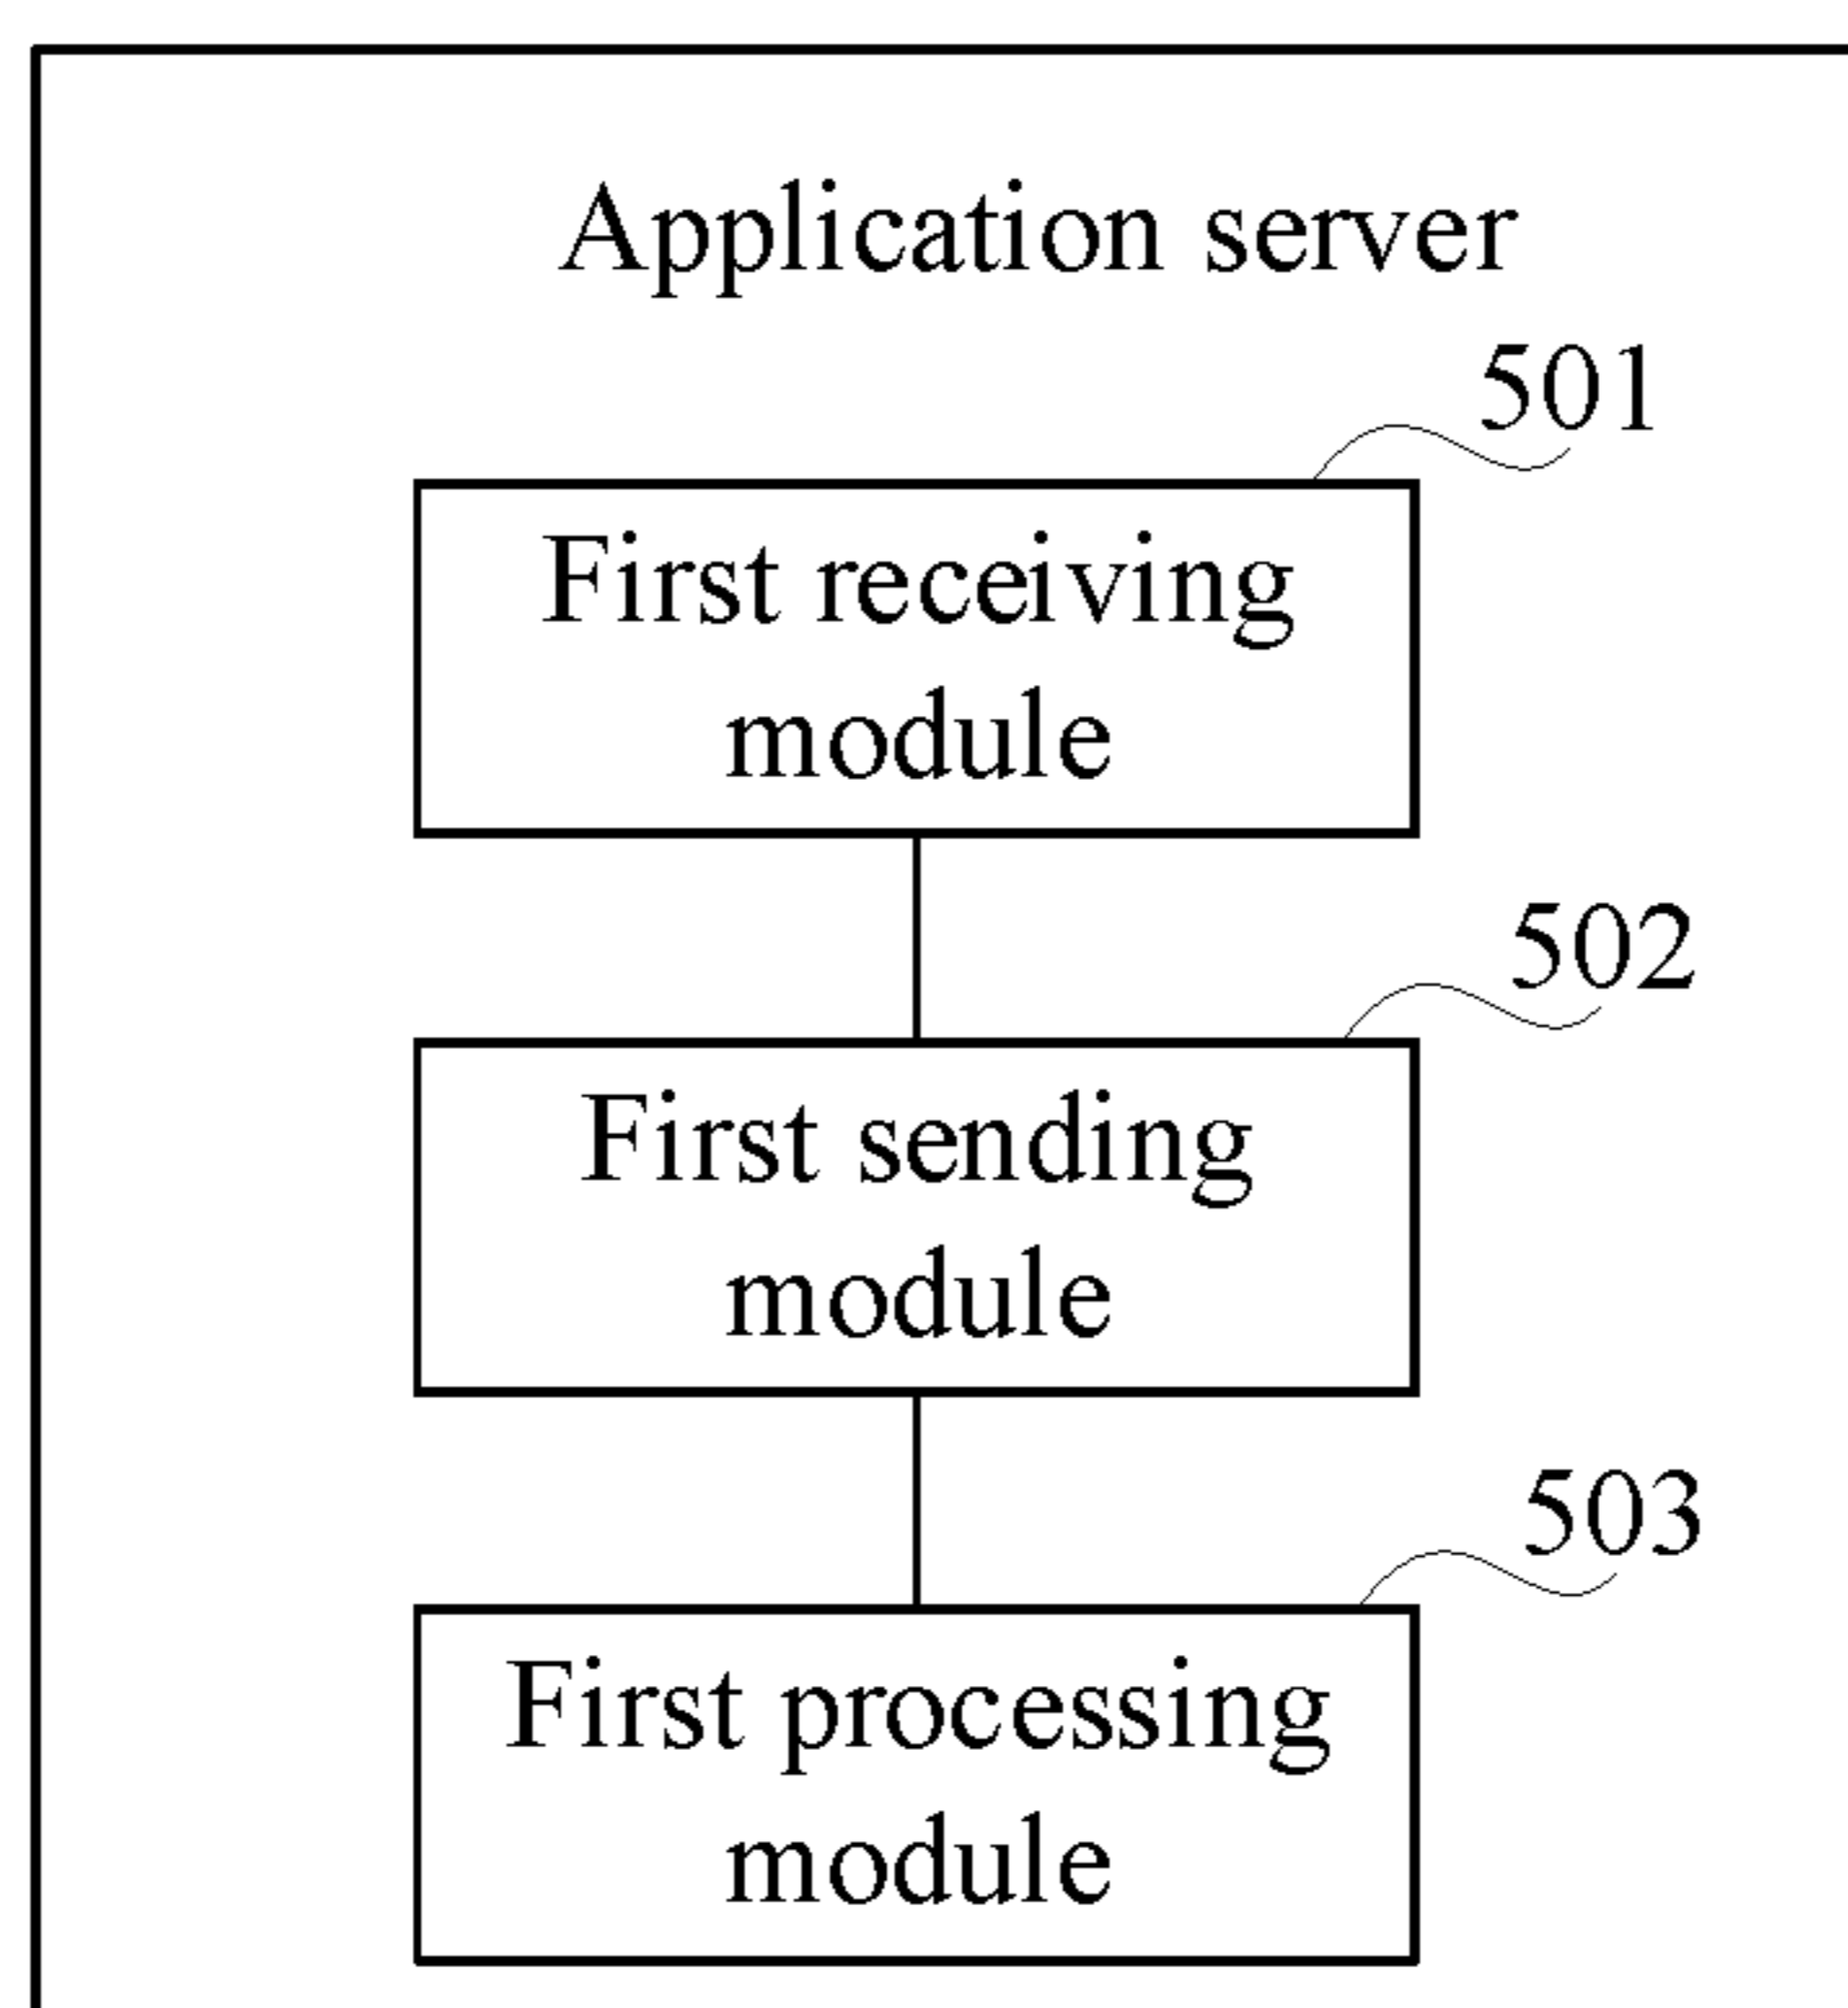 Application server
501
First receiving
module
502
First sending
module
503
First processing
module